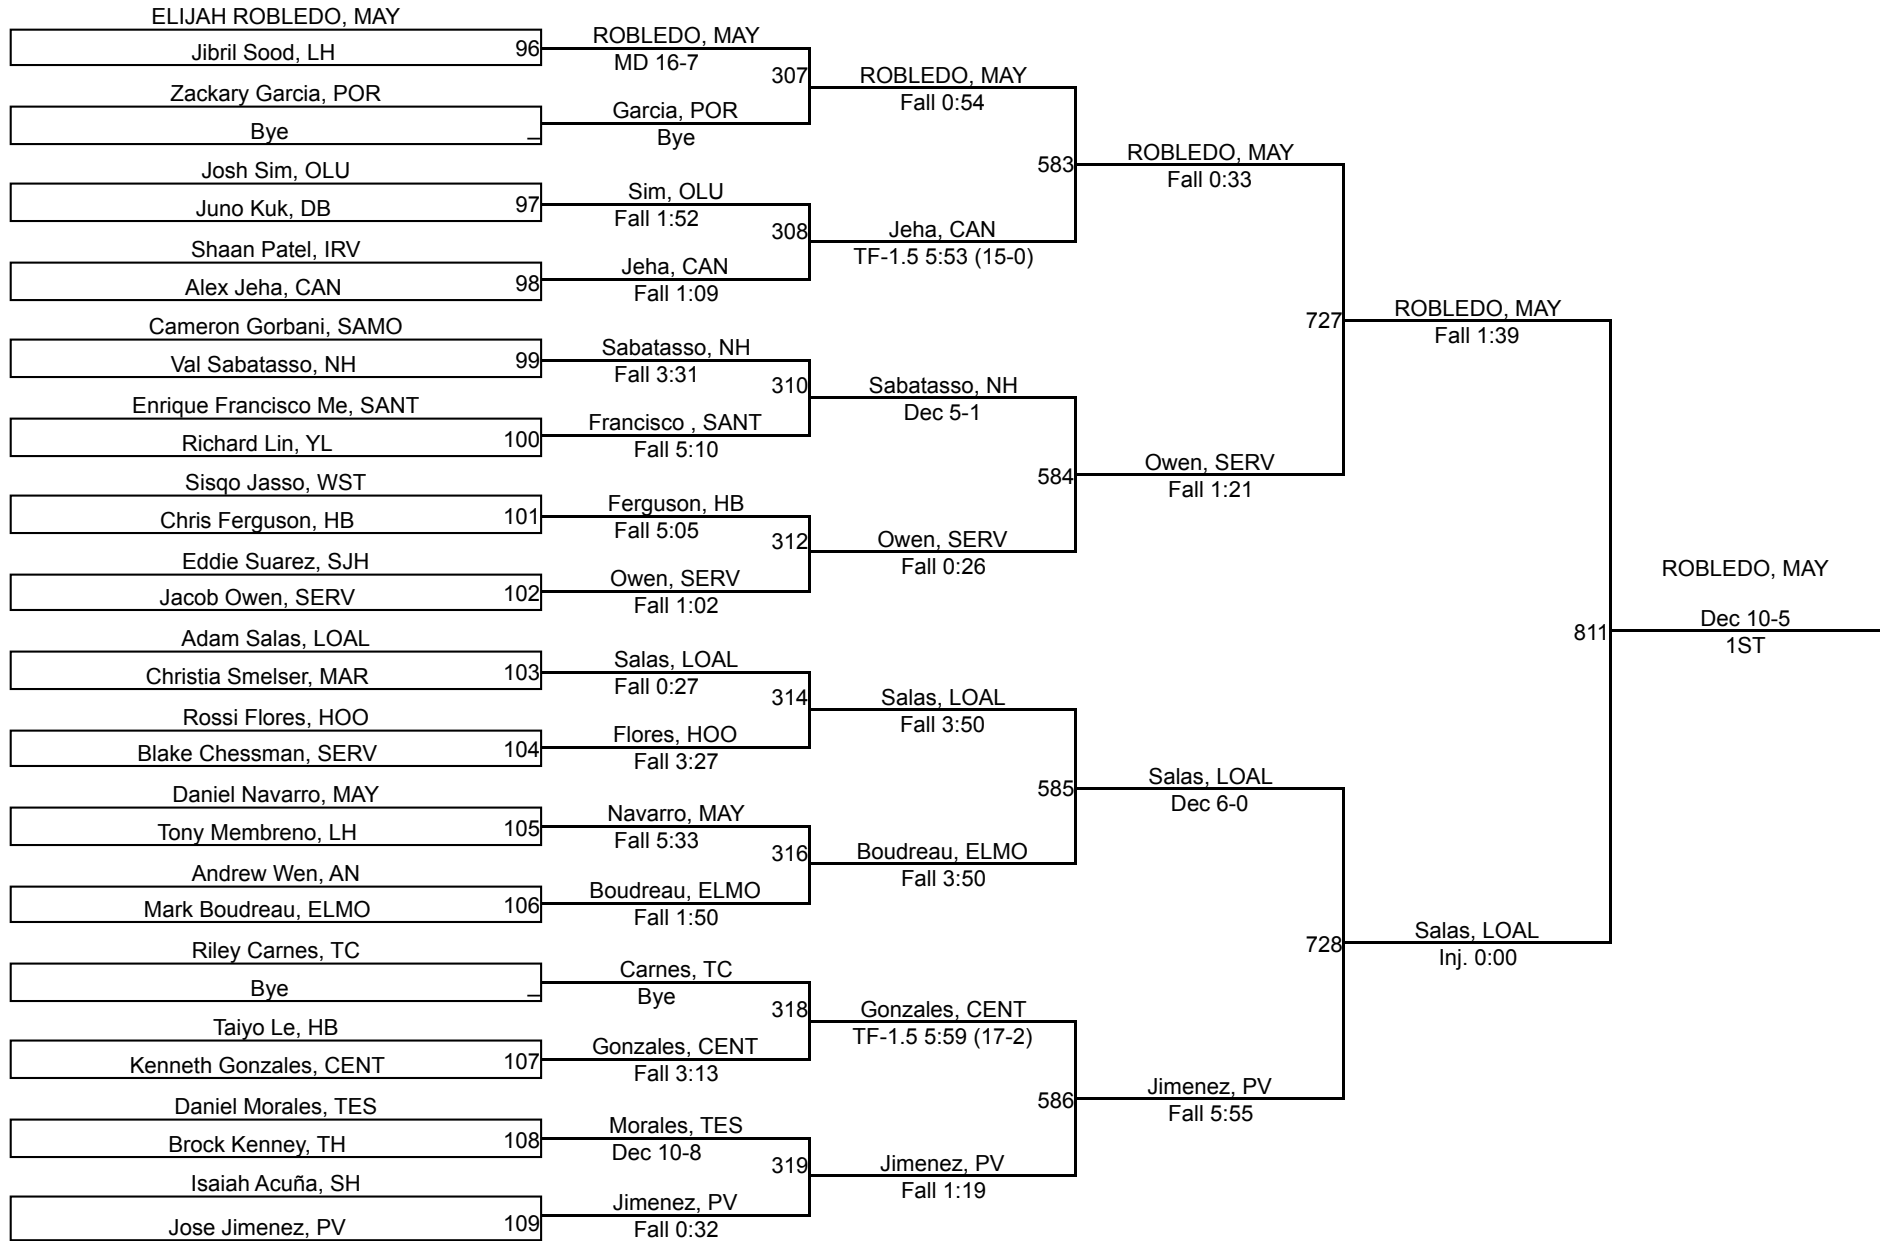 ELIJAH ROBLEDO, MAY
Jibril Sood, LH
96
Zackary Garcia, POR
Bye
_
Josh Sim, OLU
Juno Kuk, DB
97
Shaan Patel, IRV
Alex Jeha, CAN
98
Cameron Gorbani, SAMO
Val Sabatasso, NH
99
Enrique Francisco Me, SANT
Richard Lin, YL
100
Sisqo Jasso, WST
Chris Ferguson, HB
101
Eddie Suarez, SJH
Jacob Owen, SERV
102
Adam Salas, LOAL
Christia Smelser, MAR
103
Rossi Flores, HOO
Blake Chessman, SERV
104
Daniel Navarro, MAY
Tony Membreno, LH
105
Andrew Wen, AN
Mark Boudreau, ELMO
106
Riley Carnes, TC
Bye
_
Taiyo Le, HB
Kenneth Gonzales, CENT
107
Daniel Morales, TES
Brock Kenney, TH
108
Isaiah Acuña, SH
Jose Jimenez, PV
109
ROBLEDO, MAY
MD 16-7
307
Garcia, POR
Bye
Sim, OLU
Fall 1:52
308
Jeha, CAN
Fall 1:09
Sabatasso, NH
Fall 3:31
310
Francisco , SANT
Fall 5:10
Ferguson, HB
Fall 5:05
312
Owen, SERV
Fall 1:02
Salas, LOAL
Fall 0:27
314
Flores, HOO
Fall 3:27
Navarro, MAY
Fall 5:33
316
Boudreau, ELMO
Fall 1:50
Carnes, TC
Bye
318
Gonzales, CENT
Fall 3:13
Morales, TES
Dec 10-8
319
Jimenez, PV
Fall 0:32
ROBLEDO, MAY
Fall 0:54
583
Jeha, CAN
TF-1.5 5:53 (15-0)
Sabatasso, NH
Dec 5-1
584
Owen, SERV
Fall 0:26
Salas, LOAL
Fall 3:50
585
Boudreau, ELMO
Fall 3:50
Gonzales, CENT
TF-1.5 5:59 (17-2)
586
Jimenez, PV
Fall 1:19
ROBLEDO, MAY
Fall 0:33
727
Owen, SERV
Fall 1:21
Salas, LOAL
Dec 6-0
728
Jimenez, PV
Fall 5:55
ROBLEDO, MAY
Fall 1:39
811
Salas, LOAL
Inj. 0:00
ROBLEDO, MAY
Dec 10-5
1ST